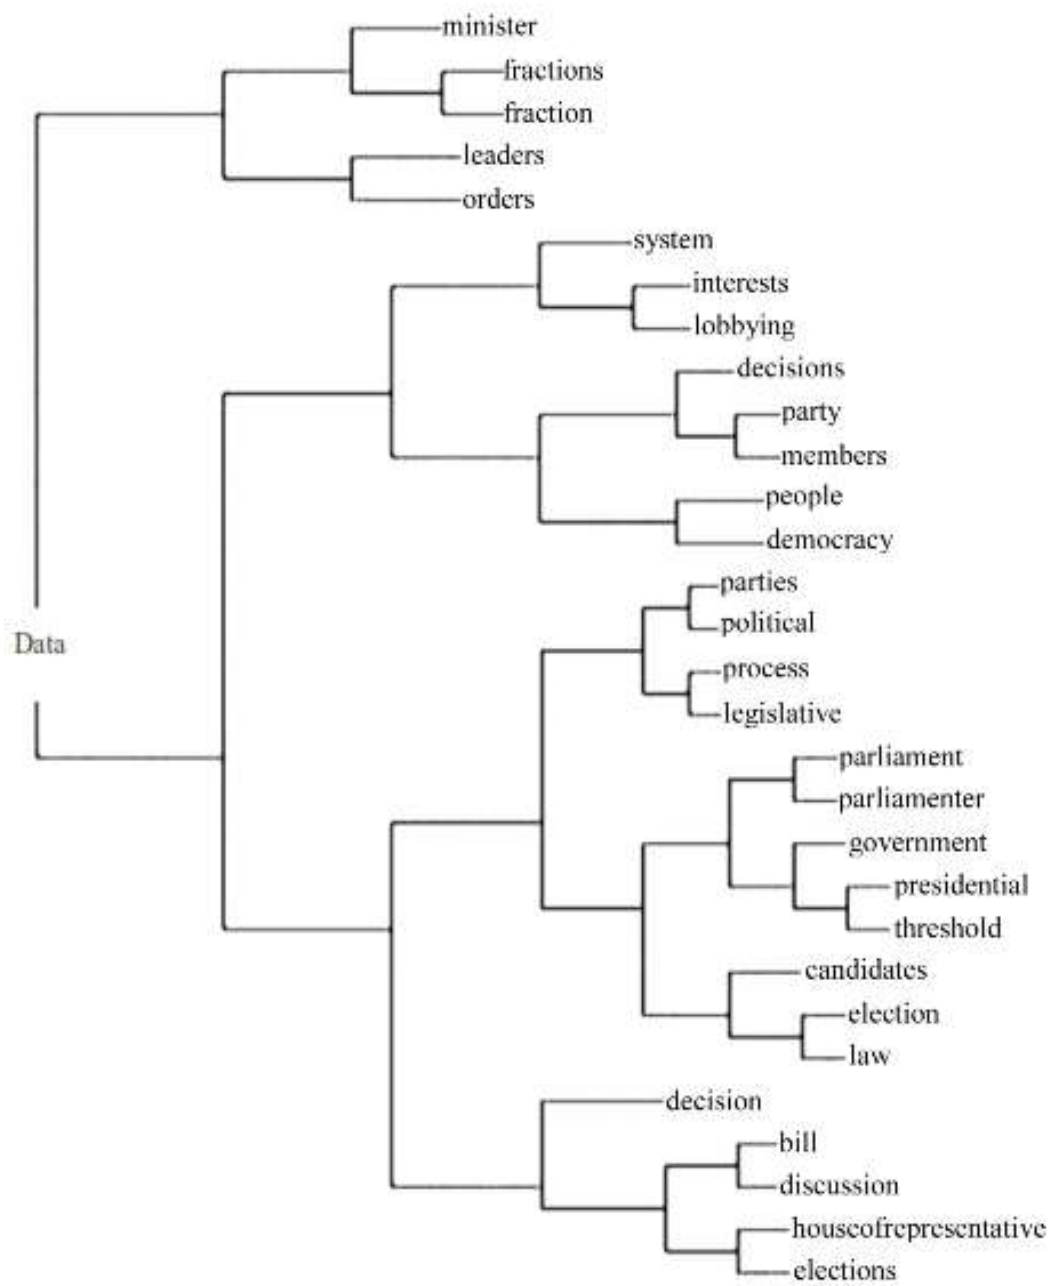 minister
fractions
fraction
leaders
orders
system
interests
lobbying
decisions
party
members
people
democracy
parties
political
Data
process
legislative
parliament
parliamenter
government
presidential
threshold
candidates
election
law
decision
bill
discussion
houseofrepresentative
elections